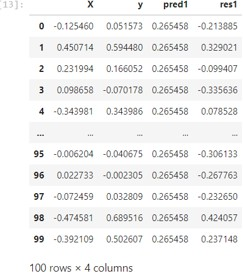 [13]:
X y pred1 res1
0 -0.125460 0.051573 0.265458 -0.213885
1 0.450714 0.594480 0.265458 0.329021
2 0.231994 0.166052 0.265458 -0.099407
3 0.098658 -0.070178 0.265458 -0.335636
4 -0.343981 0.343986 0.265458 0.078528
... ... ... ... ...
95 -0.006204 -0.040675 0.265458 -0.306133
96 0.022733 -0.002305 0.265458 -0.267763
97 -0.072459 0.032809 0.265458 -0.232650
98 -0.474581 0.689516 0.265458 0.424057
99 -0.392109 0.502607 0.265458 0.237148
100 rows × 4 columns